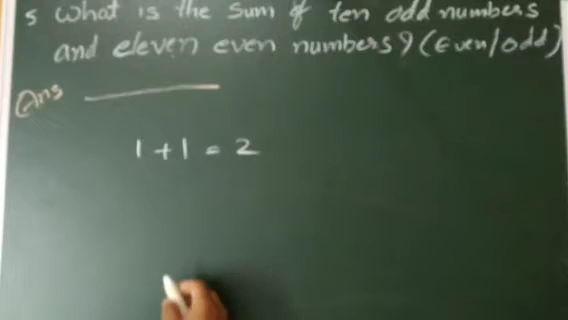 5 What is the sum of ten odd numbers
and eleven even numbers? (Even/odd)
Ans
1 + 1 = 2